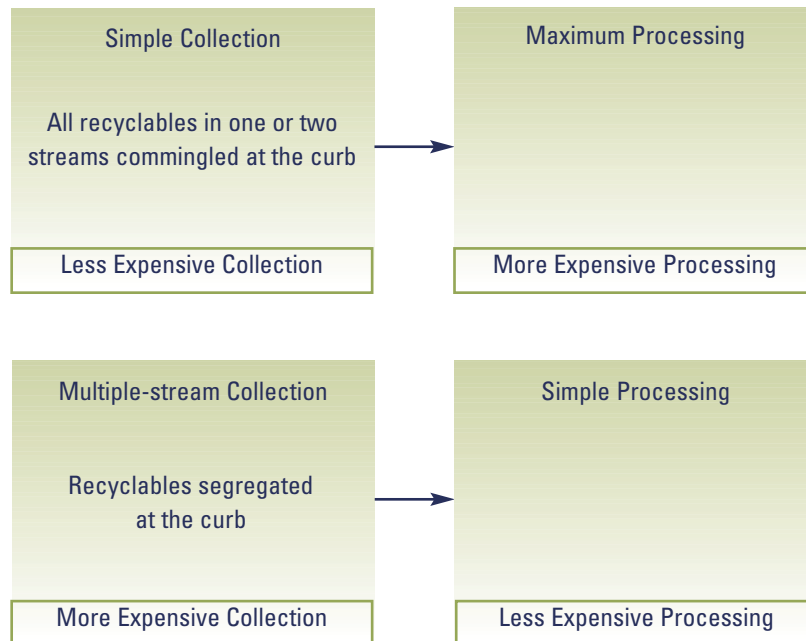 Simple Collection
All recyclables in one or two
streams commingled at the curb
Less Expensive Collection
Maximum Processing
More Expensive Processing
Multiple-stream Collection
Recyclables segregated
at the curb
More Expensive Collection
Simple Processing
Less Expensive Processing